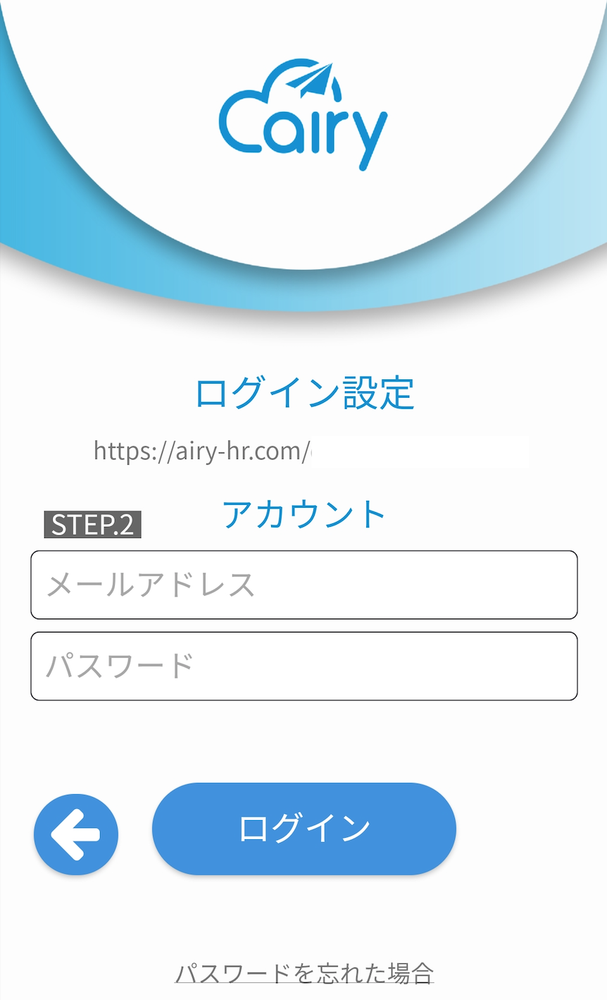 Cairy
ログイン設定
https://airy-hr.com/
アカウント
STEP.2
メールアドレス
パスワード
ログイン
パスワードを忘れた場合